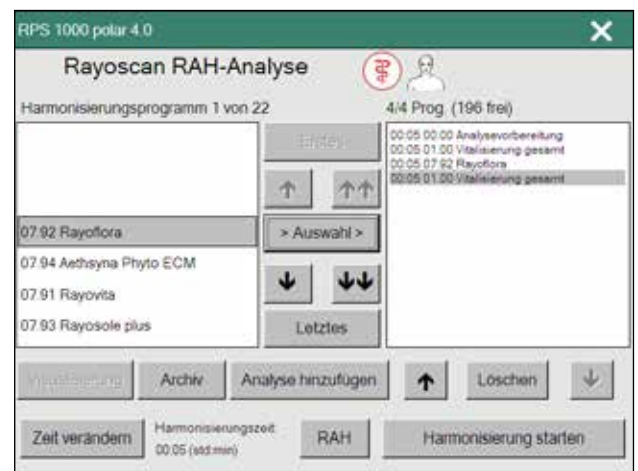 RPS 1000 polar 4.0
Rayoscan RAH-Analyse
Harmonisierungsprogramm 1 von 22
4/4 Prog. (196 frei)
Erstes
00:05 00.00 Analysevorbereitung
00:05 01.00 Vitalisierung gesamt
00:05 07.92 Rayoflora
00:05 01.00 Vitalisierung gesamt
07.92 Rayoflora
> Auswahl >
07.94 Aethsyna Phyto ECM
07.91 Rayovita
07.93 Rayosole plus
Letztes
Visualisierung
Archiv
Analyse hinzufügen
Löschen
Zeit verändern
Harmonisierungszeit
00:05 (std:min)
RAH
Harmonisierung starten